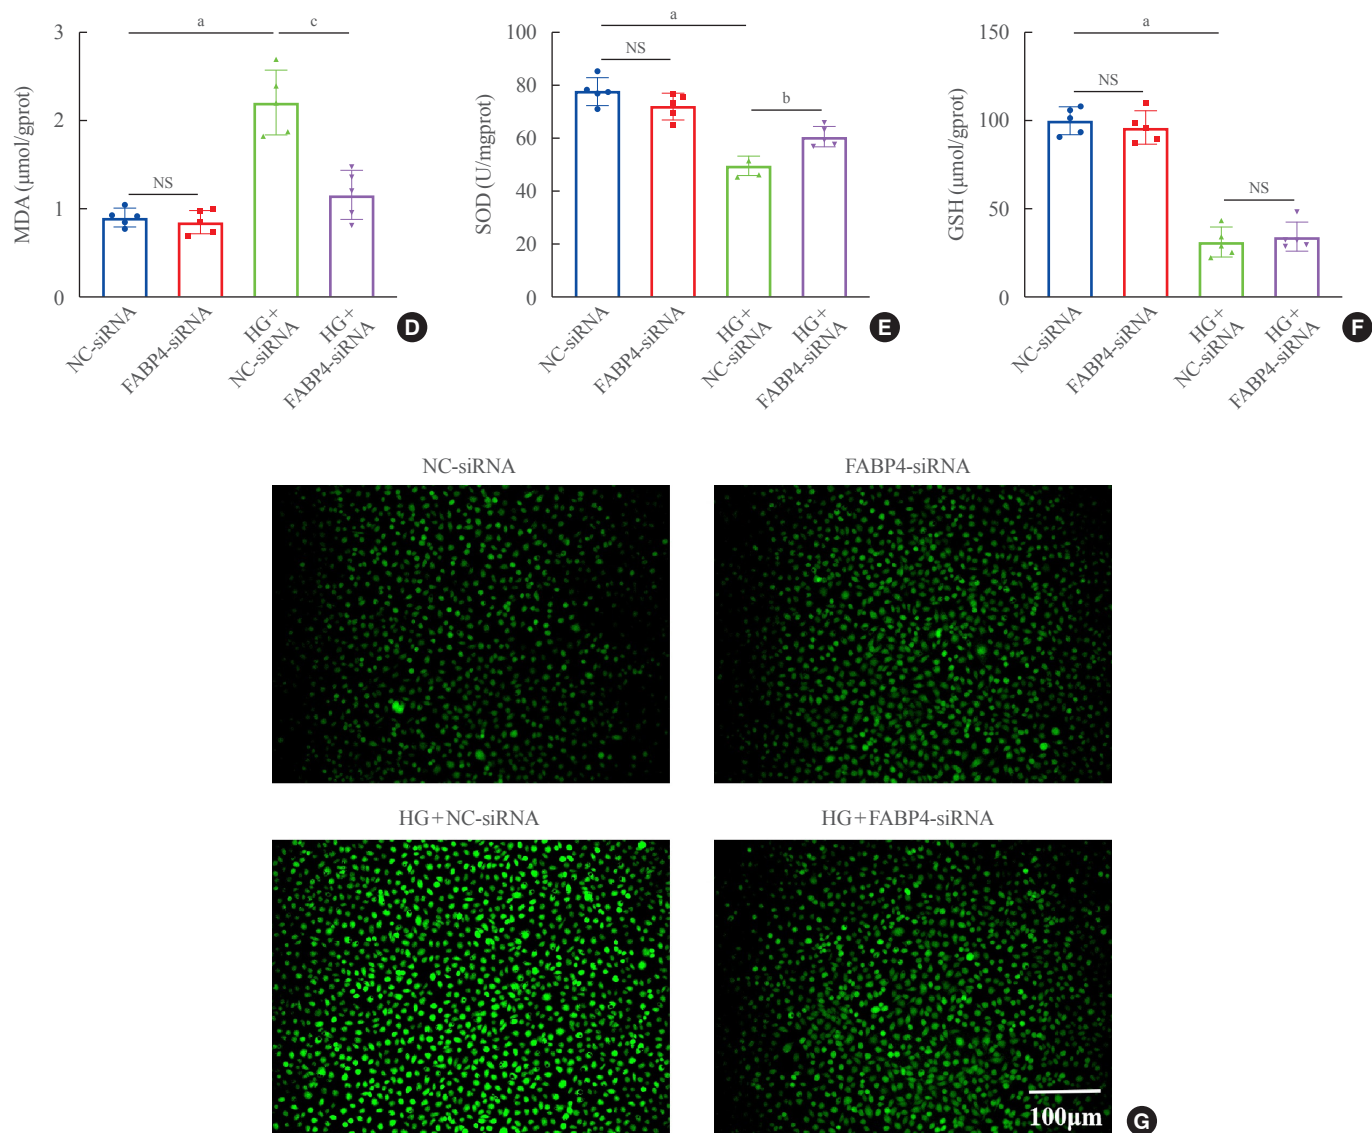 3
2
1
0
MDA (μmol/gprot)
a
c
NS
NC-siRNA
FABP4-siRNA
HG+
NC-siRNA
HG+
FABP4-siRNA
D
100
80
60
40
20
0
SOD (U/mgprot)
a
NS
b
NC-siRNA
FABP4-siRNA
HG+
NC-siRNA
HG+
FABP4-siRNA
E
150
100
50
0
GSH (μmol/gprot)
a
NS
NS
NC-siRNA
FABP4-siRNA
HG+
NC-siRNA
HG+
FABP4-siRNA
F
NC-siRNA
FABP4-siRNA
HG+NC-siRNA
HG+FABP4-siRNA
100μm
G